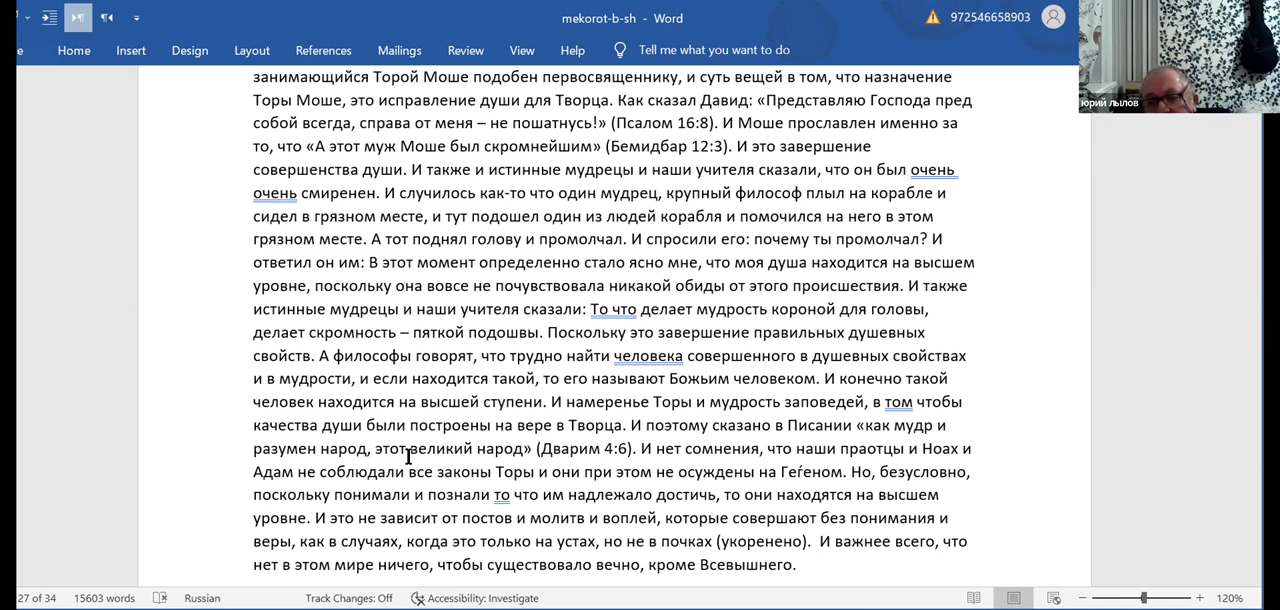 mekorot-b-sh - Word
972546658903
e Home Insert Design Layout References Mailings Review View Help Tell me what you want to do
юрий лылов
занимающийся Торой Моше подобен первосвященнику, и суть вещей в том, что назначение
Торы Моше, это исправление души для Творца. Как сказал Давид: «Представляю Господа пред
собой всегда, справа от меня – не пошатнусь!» (Псалом 16:8). И Моше прославлен именно за
то, что «А этот муж Моше был скромнейшим» (Бемидбар 12:3). И это завершение
совершенства души. И также и истинные мудрецы и наши учителя сказали, что он был очень
очень смиренен. И случилось как-то что один мудрец, крупный философ плыл на корабле и
сидел в грязном месте, и тут подошел один из людей корабля и помочился на него в этом
грязном месте. А тот поднял голову и промолчал. И спросили его: почему ты промолчал? И
ответил он им: В этот момент определенно стало ясно мне, что моя душа находится на высшем
уровне, поскольку она вовсе не почувствовала никакой обиды от этого происшествия. И также
истинные мудрецы и наши учителя сказали: То что делает мудрость короной для головы,
делает скромность – пяткой подошвы. Поскольку это завершение правильных душевных
свойств. А философы говорят, что трудно найти человека совершенного в душевных свойствах
и в мудрости, и если находится такой, то его называют Божьим человеком. И конечно такой
человек находится на высшей ступени. И намеренье Торы и мудрость заповедей, в том чтобы
качества души были построены на вере в Творца. И поэтому сказано в Писании «как мудр и
разумен народ, этот великий народ» (Дварим 4:6). И нет сомнения, что наши праотцы и Ноах и
Адам не соблюдали все законы Торы и они при этом не осуждены на Геѓеном. Но, безусловно,
поскольку понимали и познали то что им надлежало достичь, то они находятся на высшем
уровне. И это не зависит от постов и молитв и воплей, которые совершают без понимания и
веры, как в случаях, когда это только на устах, но не в почках (укоренено). И важнее всего, что
нет в этом мире ничего, чтобы существовало вечно, кроме Всевышнего.
27 of 34 15603 words Russian Track Changes: Off Accessibility: Investigate 120%